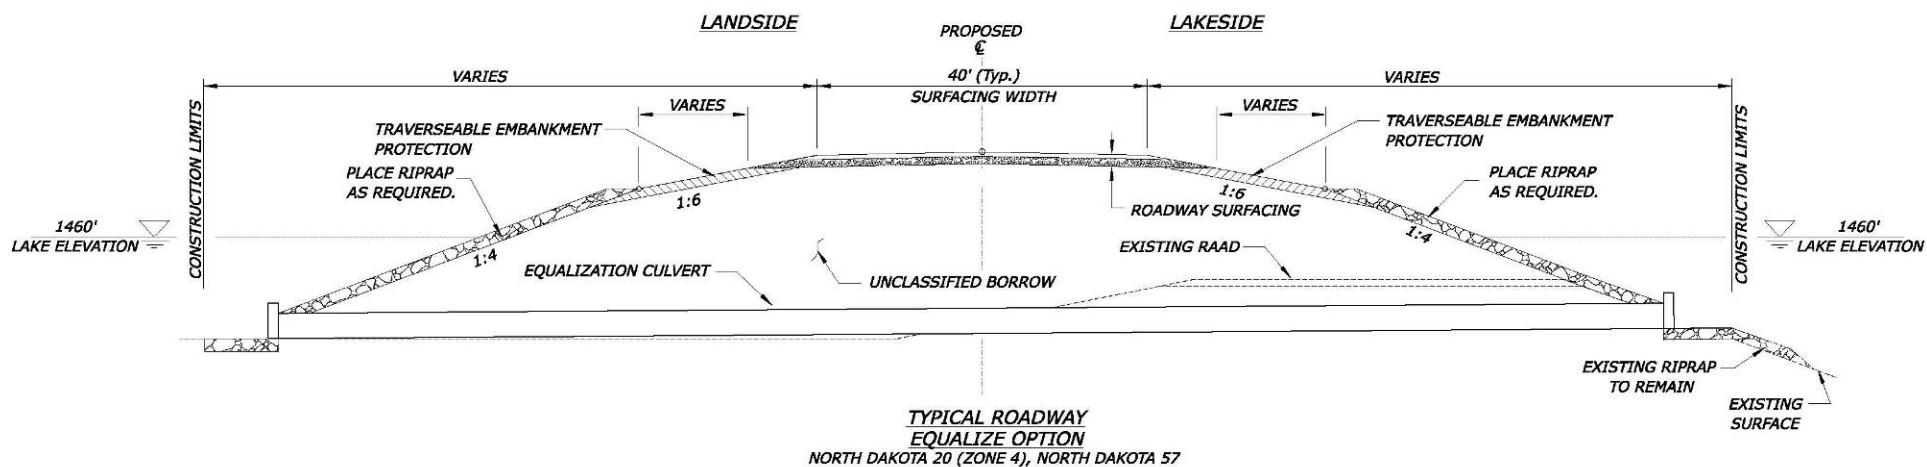 LANDSIDE
LAKESIDE
PROPOSED
℄
VARIES
40' (Typ.)
VARIES
SURFACING WIDTH
VARIES
VARIES
CONSTRUCTION LIMITS
CONSTRUCTION LIMITS
TRAVERSEABLE EMBANKMENT
PROTECTION
TRAVERSEABLE EMBANKMENT
PROTECTION
PLACE RIPRAP
AS REQUIRED.
PLACE RIPRAP
AS REQUIRED.
1:6
1:6
ROADWAY SURFACING
1460'
LAKE ELEVATION
1460'
LAKE ELEVATION
1:4
1:4
EXISTING RAAD
EQUALIZATION CULVERT
UNCLASSIFIED BORROW
EXISTING RIPRAP
TO REMAIN
EXISTING
SURFACE
TYPICAL ROADWAY
EQUALIZE OPTION
NORTH DAKOTA 20 (ZONE 4), NORTH DAKOTA 57